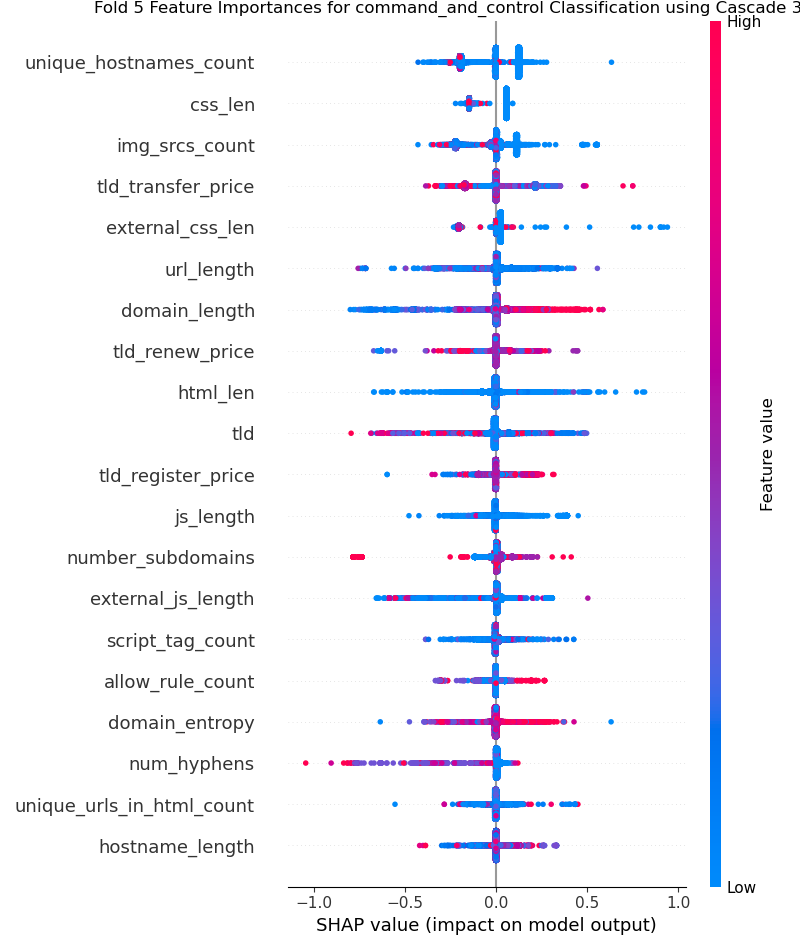 Fold 5 Feature Importances for command_and_control Classification using Cascade 3
High
unique_hostnames_count
css_len
img_srcs_count
tld_transfer_price
external_css_len
url_length
domain_length
tld_renew_price
html_len
tld
tld_register_price
js_length
number_subdomains
external_js_length
script_tag_count
allow_rule_count
domain_entropy
num_hyphens
unique_urls_in_html_count
hostname_length
Feature value
Low
−1.0 −0.5 0.0 0.5 1.0
SHAP value (impact on model output)